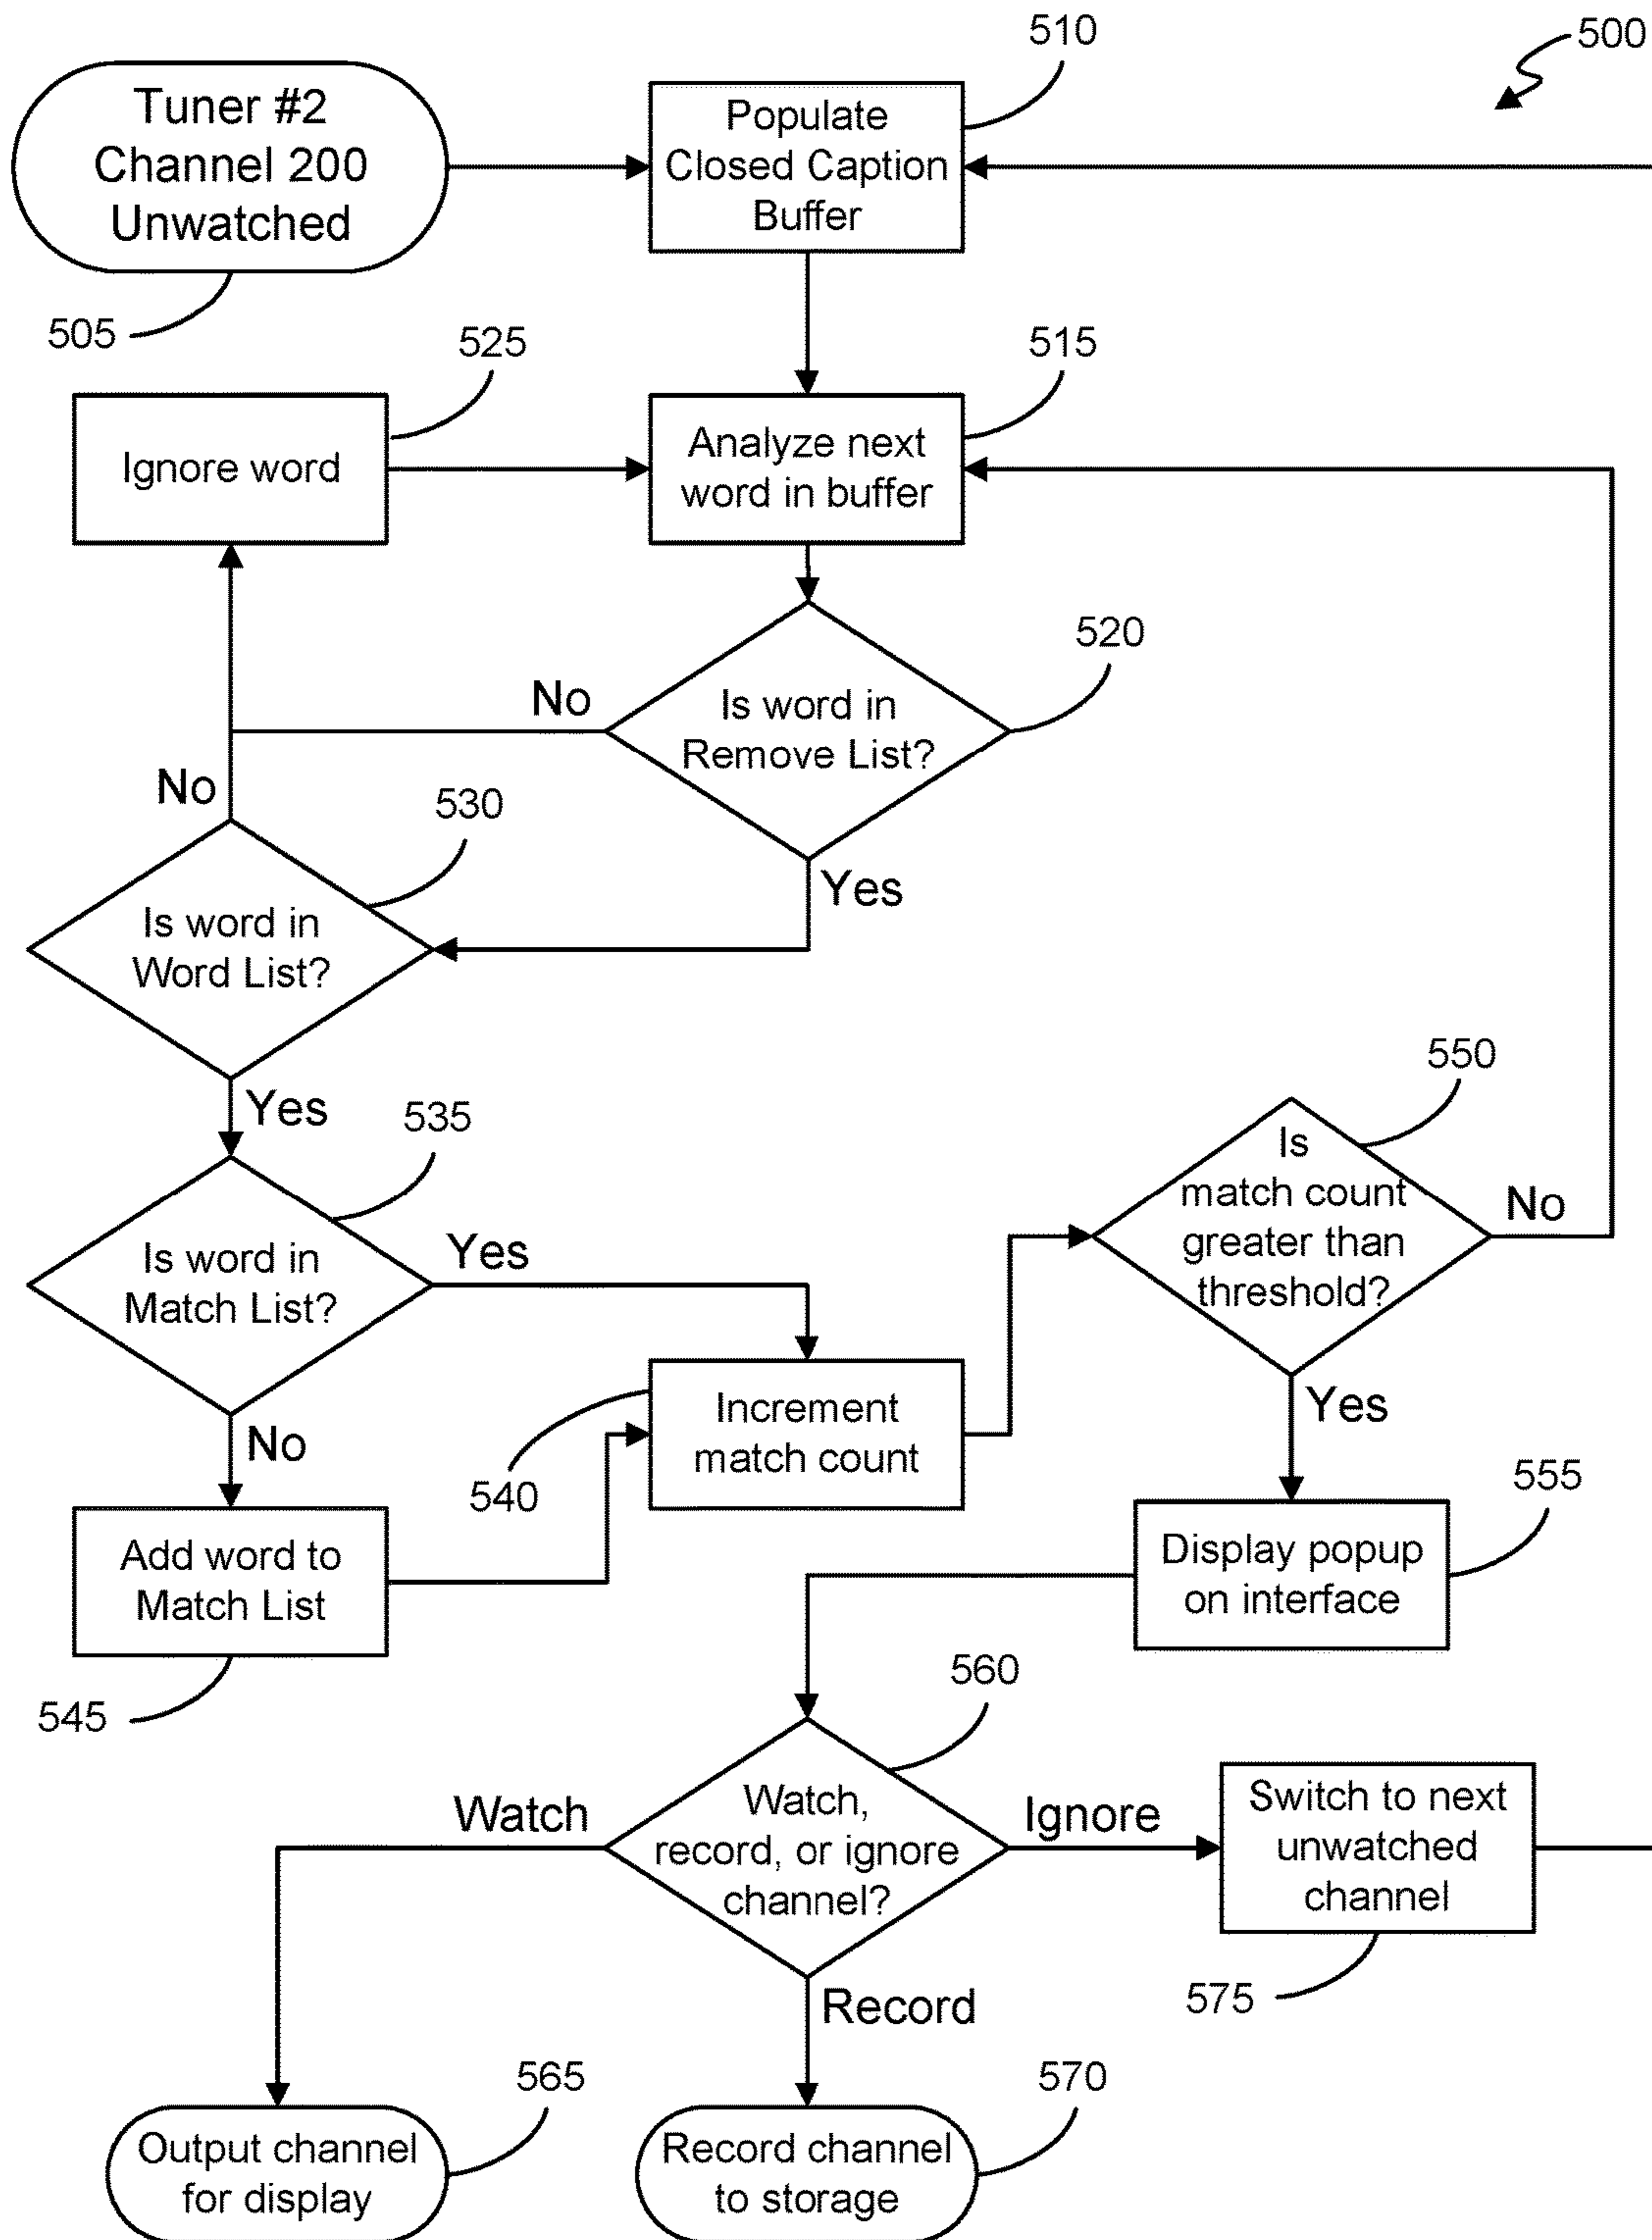 510
500
Tuner #2
Channel 200
Unwatched
Populate
Closed Caption
Buffer
505
525
515
Ignore word
Analyze next
word in buffer
520
No
Is word in
Remove List?
No
530
Yes
Is word in
Word List?
550
Yes
535
Is
match count
greater than
threshold?
No
Is word in
Match List?
Yes
Yes
No
Increment
match count
540
555
Add word to
Match List
Display popup
on interface
545
560
Watch
Watch,
record, or ignore
channel?
Ignore
Switch to next
unwatched
channel
575
Record
565
570
Output channel
for display
Record channel
to storage